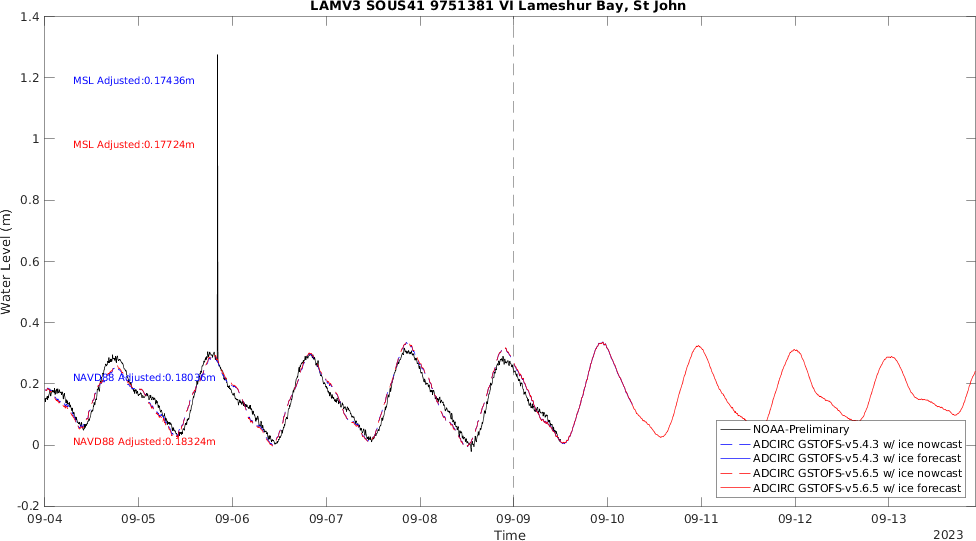 LAMV3 SOUS41 9751381 VI Lameshur Bay, St John
1.4
1.2
1
0.8
0.6
0.4
0.2
0
-0.2
Water Level (m)
MSL Adjusted:0.17436m
MSL Adjusted:0.17724m
NAVD88 Adjusted:0.18036m
NAVD88 Adjusted:0.18324m
NOAA-Preliminary
ADCIRC GSTOFS-v5.4.3 w/ ice nowcast
ADCIRC GSTOFS-v5.4.3 w/ ice forecast
ADCIRC GSTOFS-v5.6.5 w/ ice nowcast
ADCIRC GSTOFS-v5.6.5 w/ ice forecast
09-04 09-05 09-06 09-07 09-08 09-09 09-10 09-11 09-12 09-13
Time
2023